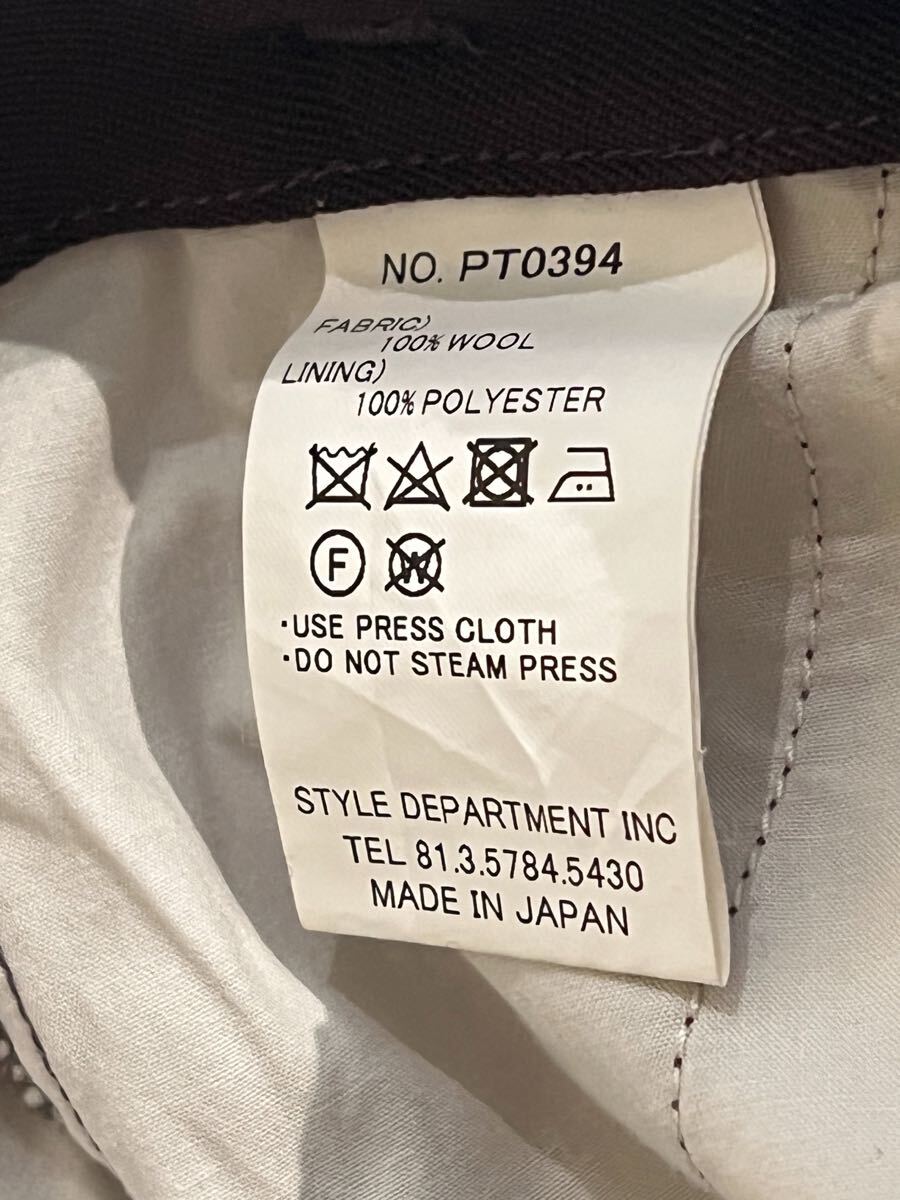 NO. PT0394
FABRIC)
100% WOOL
LINING)
100% POLYESTER
F W
・USE PRESS CLOTH
・DO NOT STEAM PRESS
STYLE DEPARTMENT INC
TEL 81.3.5784.5430
MADE IN JAPAN